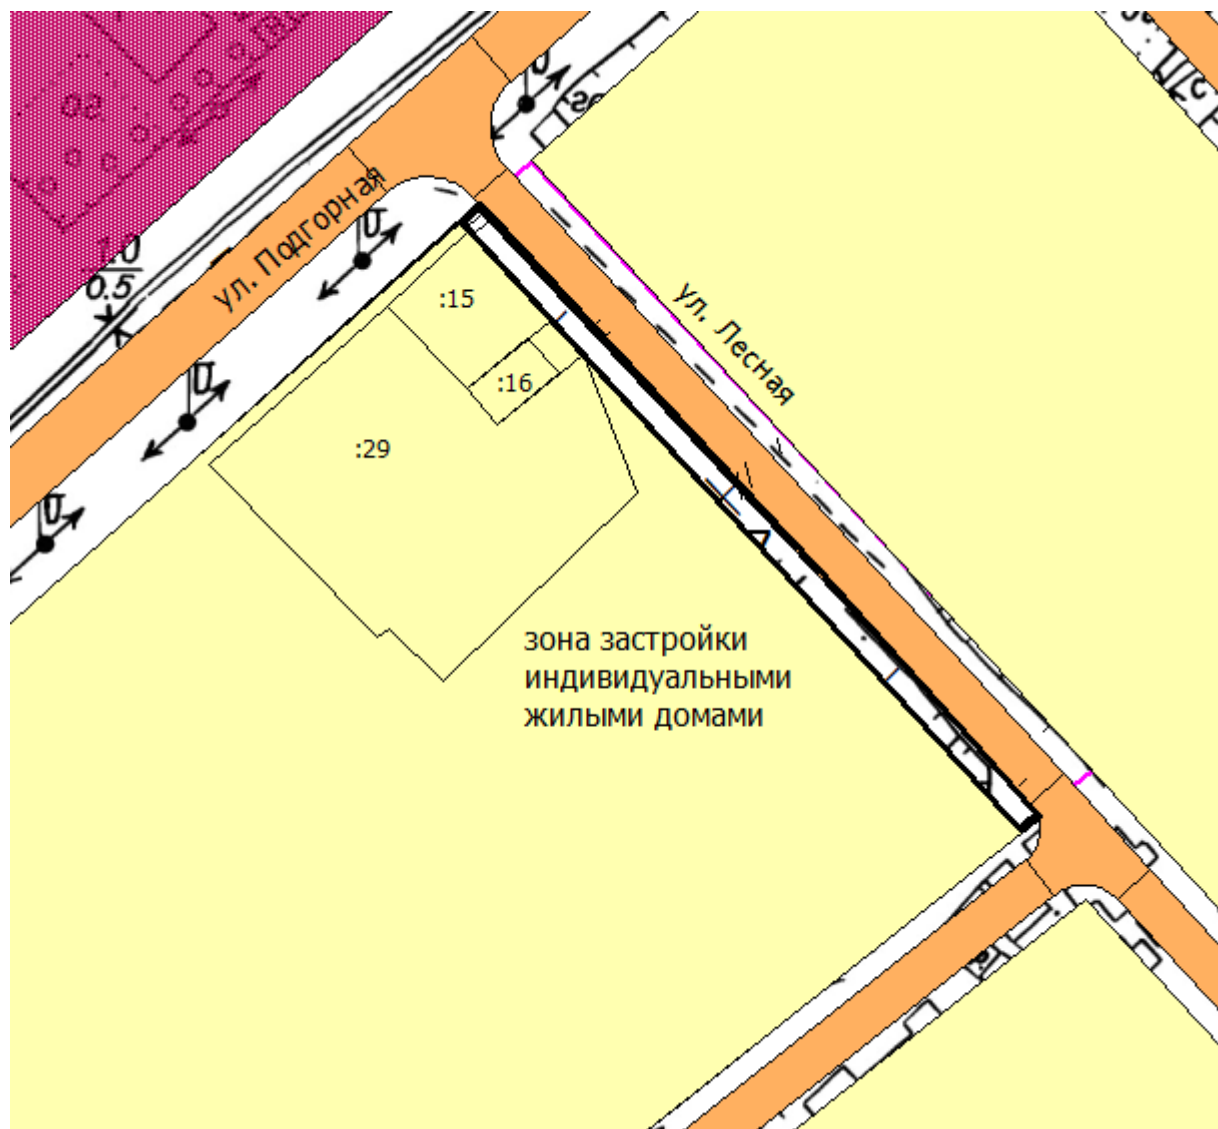 ул. Подгорная
1.0
0.5
:15
ул. Лесная
:16
:29
зона застройки
индивидуальными
жилыми домами